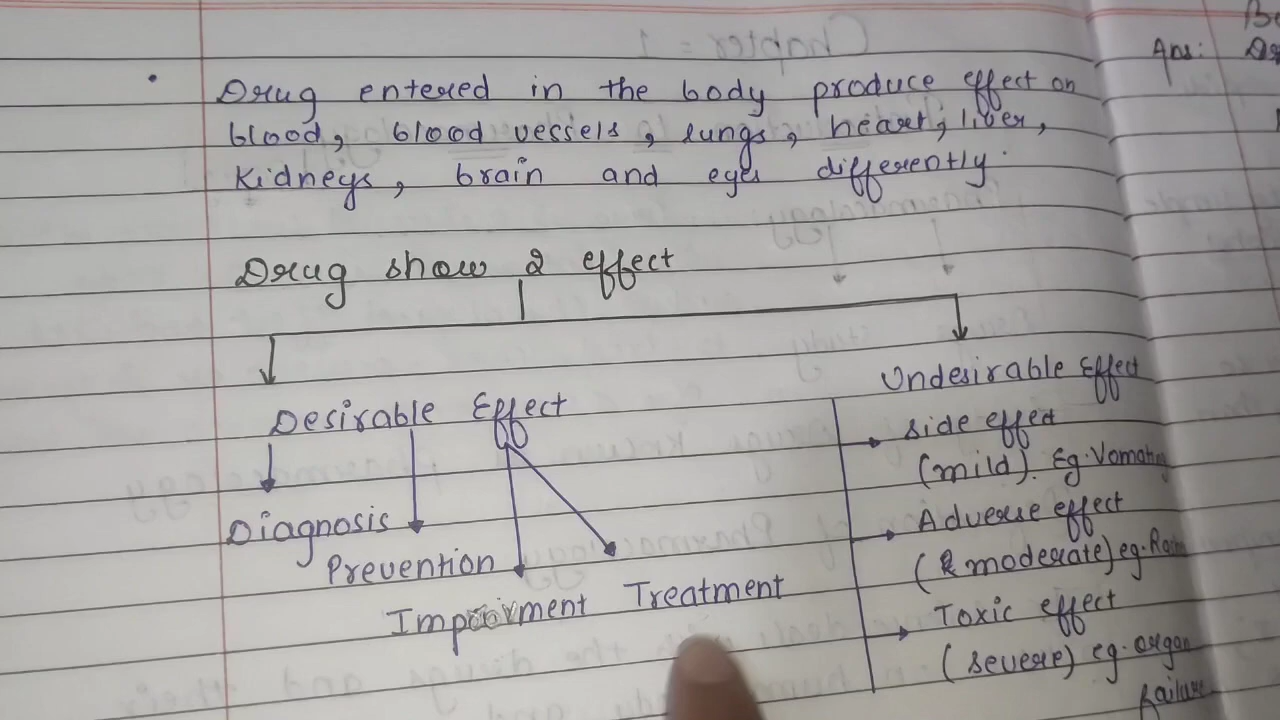 Drug entered in the body produce effect on
blood, blood vessels, lungs, heart, liver,
Kidneys, brain and eyes differently.
Drug show 2 effect
Desirable Effect
Diagnosis
Prevention
Treatment
Undesirable Effect
side effect
(mild). Eg. Vomating
Adverse effect
(moderate) eg.
Toxic effect
(severe) eg. organ
failure
Ans: